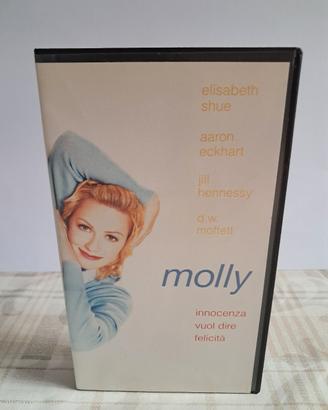 elisabeth
shue
aaron
eckhart
jill
hennessy
d.w.
moffett
molly
innocenza
vuol dire
felicità